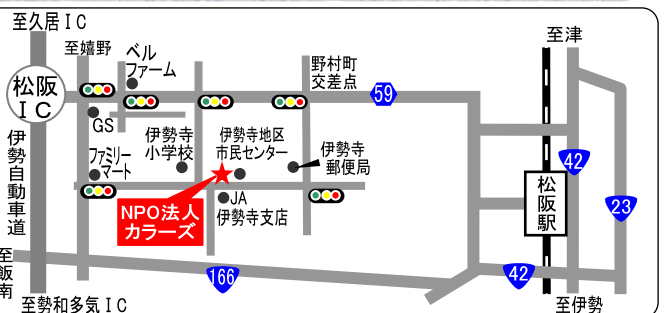 至久居IC
至嬉野
ベル
ファーム
野村町
交差点
至津
松阪
IC
59
GS
伊勢寺
小学校
伊勢寺地区
市民センター
伊勢寺
郵便局
42
ファミリー
マート
伊勢自動車道
松阪駅
23
NPO法人
カラーズ
JA
伊勢寺支店
至飯南
166
42
至勢和多気IC
至伊勢